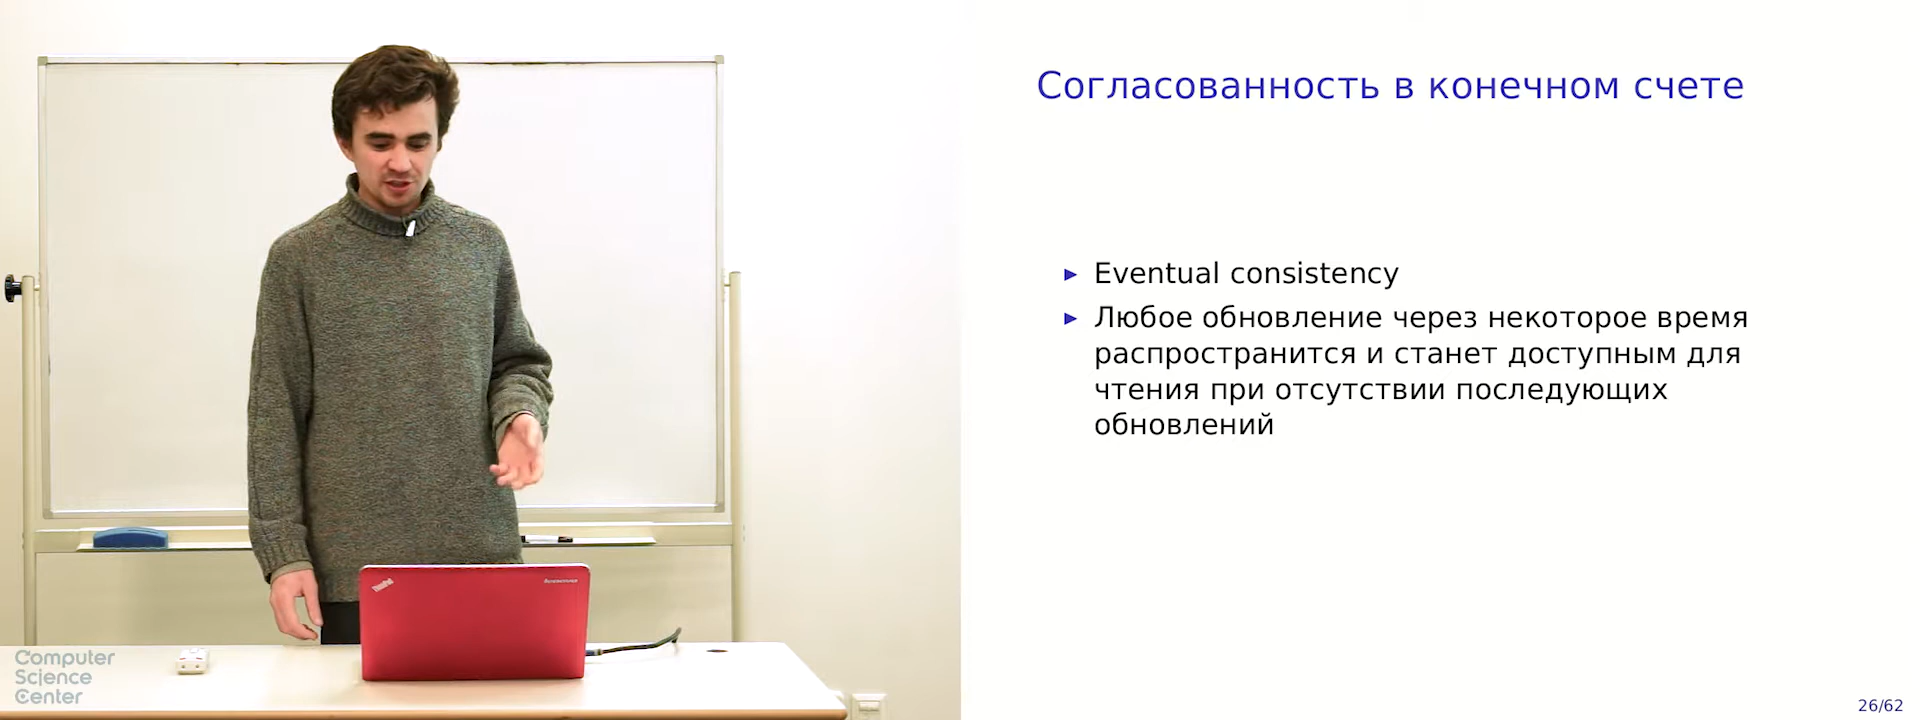 Согласованность в конечном счете
Eventual consistency
Любое обновление через некоторое время
распространится и станет доступным для
чтения при отсутствии последующих
обновлений
Computer
Science
Center
26/62